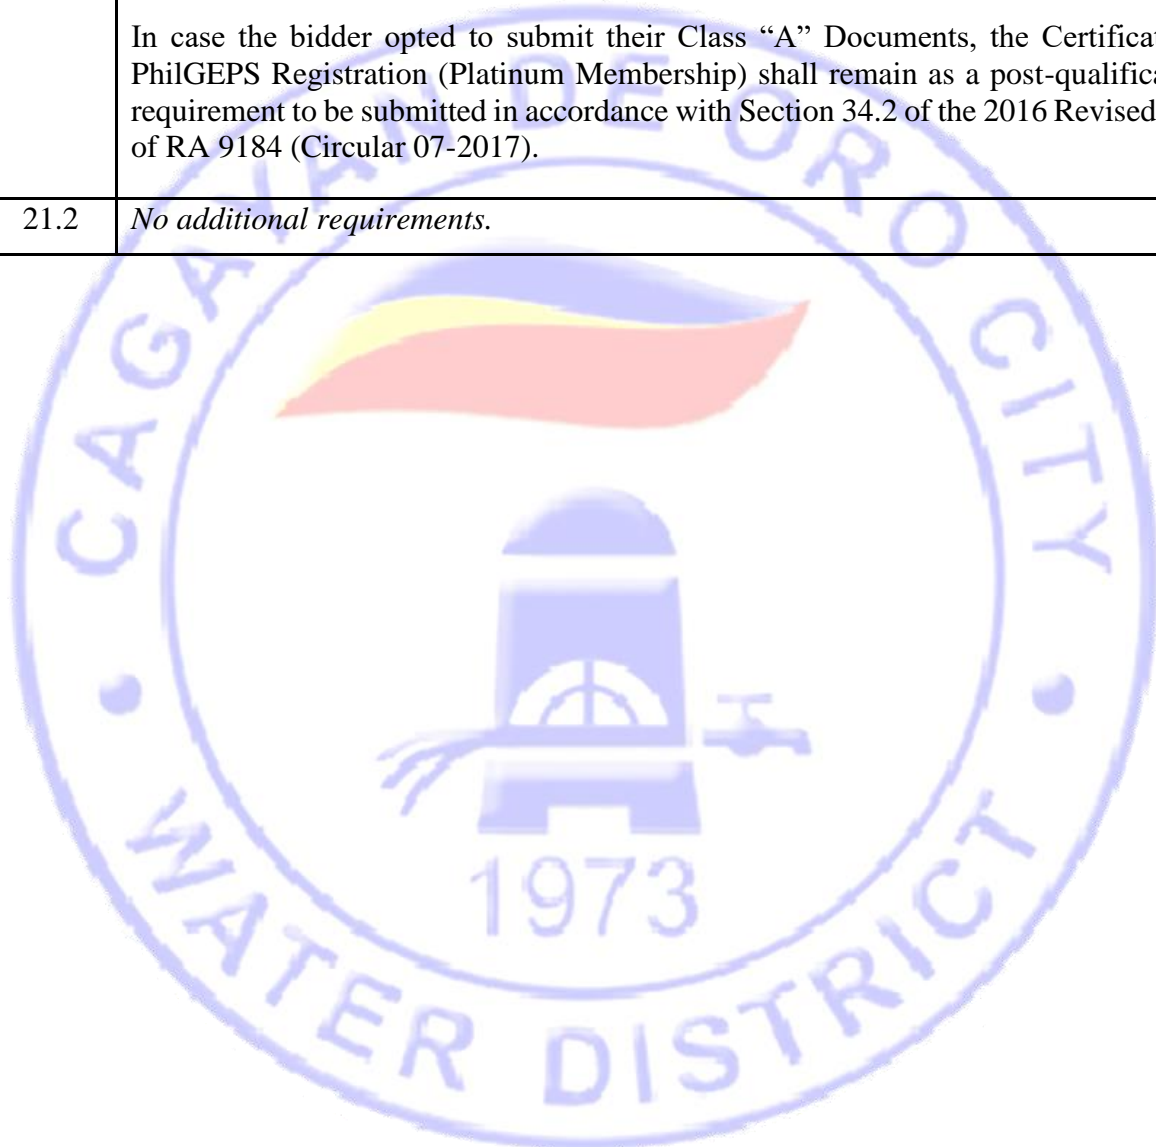 In case the bidder opted to submit their Class “A” Documents, the Certificat
PhilGEPS Registration (Platinum Membership) shall remain as a post-qualifica
requirement to be submitted in accordance with Section 34.2 of the 2016 Revised
of RA 9184 (Circular 07-2017).
21.2 No additional requirements.
CAGAYAN DE ORO CITY
1973
WATER DISTRICT